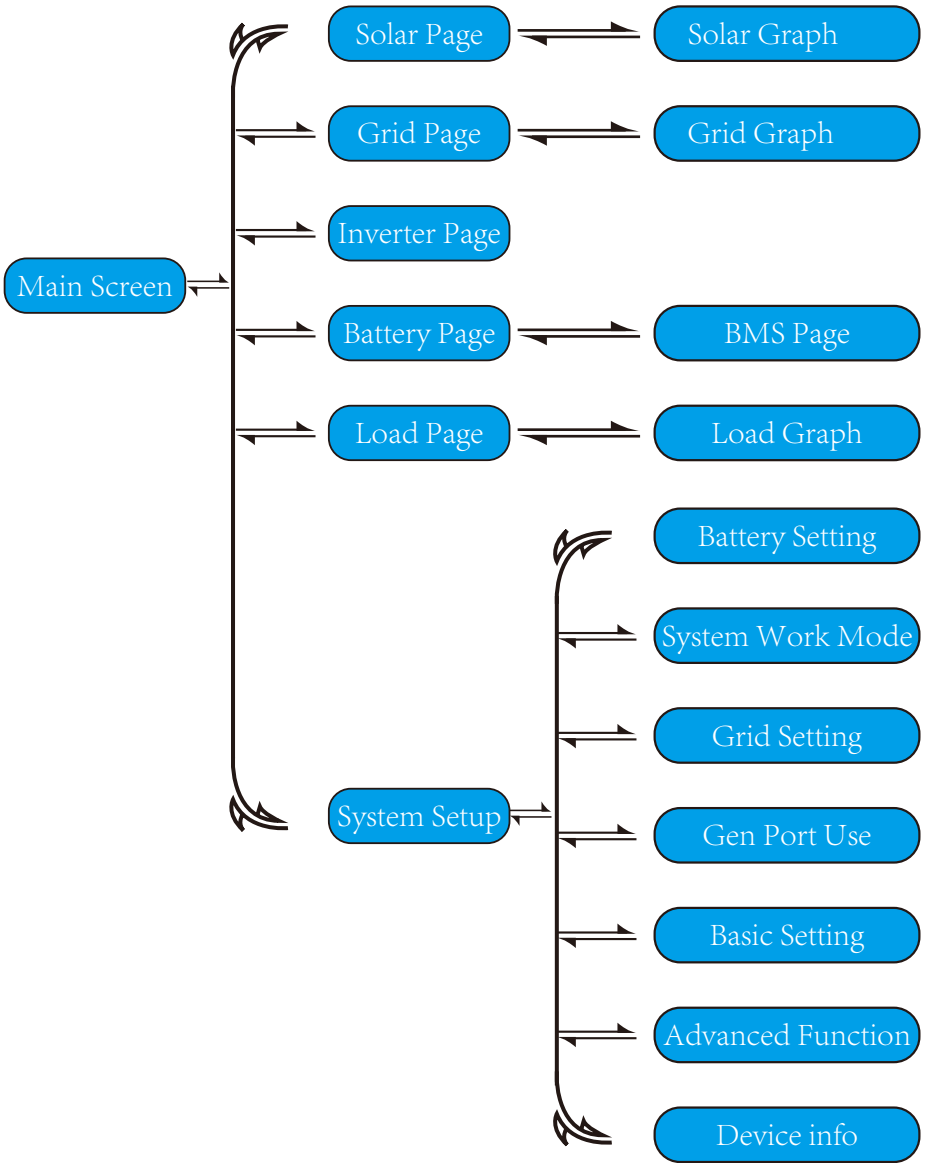 Solar Page
Solar Graph
Grid Page
Grid Graph
Inverter Page
Main Screen
Battery Page
BMS Page
Load Page
Load Graph
Battery Setting
System Work Mode
Grid Setting
System Setup
Gen Port Use
Basic Setting
Advanced Function
Device info